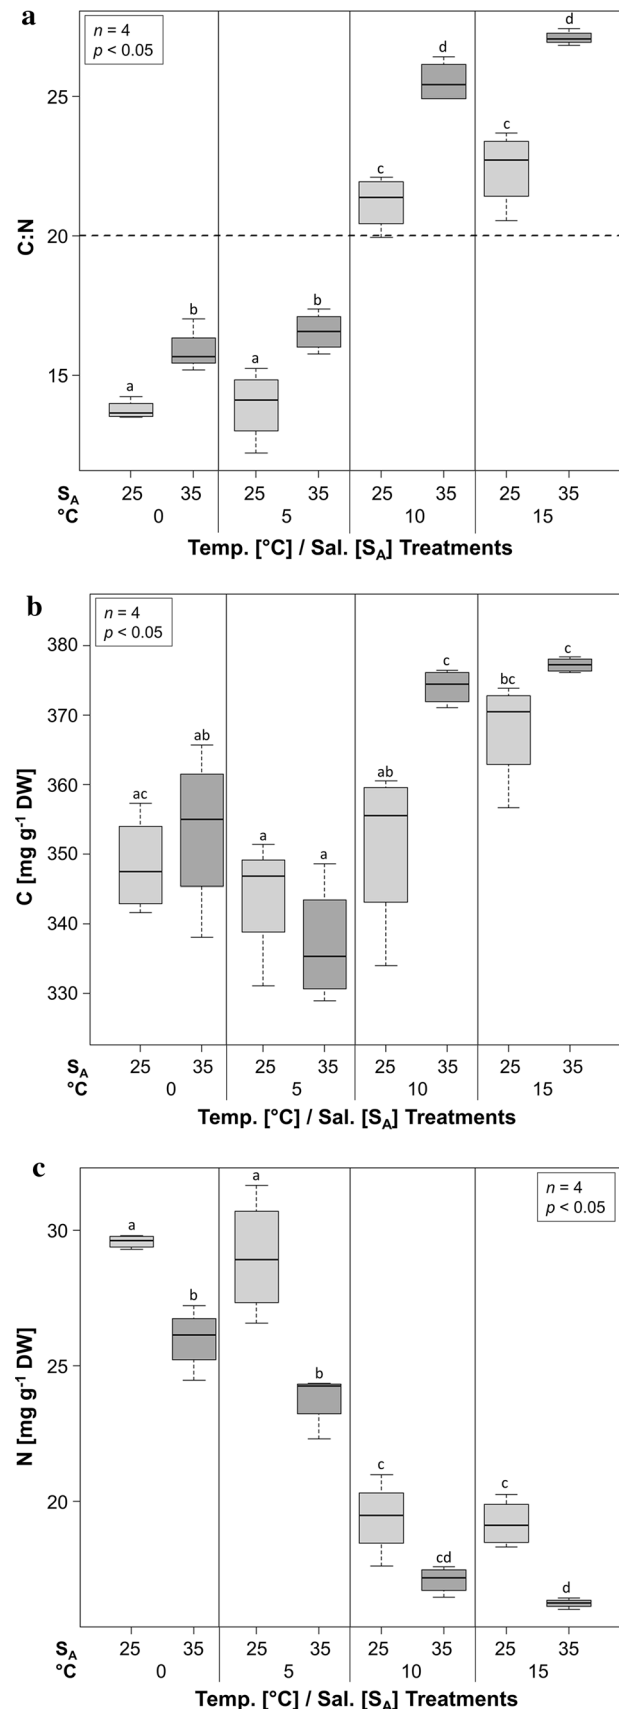 a
n = 4
p < 0.05
d
d
25
c
c
C:N
20
b
b
a
a
15
S_A 25 35 25 35 25 35 25 35
°C 0 5 10 15
Temp. [°C] / Sal. [S_A] Treatments
b
n = 4
p < 0.05
380
c
c
bc
370
ab
ab
ac
360
a
a
C [mg g⁻¹ DW]
350
340
330
S_A 25 35 25 35 25 35 25 35
°C 0 5 10 15
Temp. [°C] / Sal. [S_A] Treatments
c
n = 4
p < 0.05
a
a
30
b
b
25
N [mg g⁻¹ DW]
c
c
20
cd
d
S_A 25 35 25 35 25 35 25 35
°C 0 5 10 15
Temp. [°C] / Sal. [S_A] Treatments